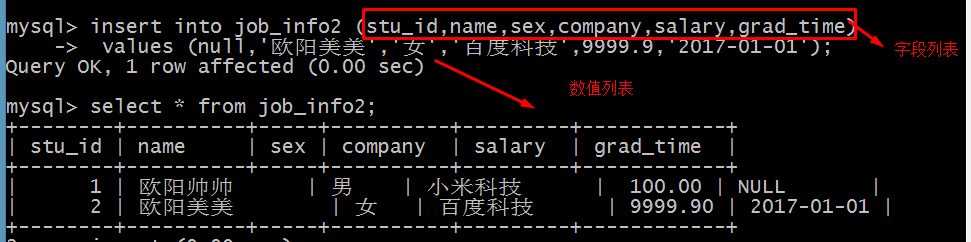 mysql> insert into job_info2 (stu_id,name,sex,company,salary,grad_time)
    -> values (null,'欧阳美美','女','百度科技',9999.9,'2017-01-01');
字段列表
Query OK, 1 row affected (0.00 sec)
数值列表
mysql> select * from job_info2;
+--------+----------+-----+----------+---------+------------+
| stu_id | name | sex | company | salary | grad_time |
+--------+----------+-----+----------+---------+------------+
| 1 | 欧阳帅帅 | 男 | 小米科技 | 100.00 | NULL |
| 2 | 欧阳美美 | 女 | 百度科技 | 9999.90 | 2017-01-01 |
+--------+----------+-----+----------+---------+------------+